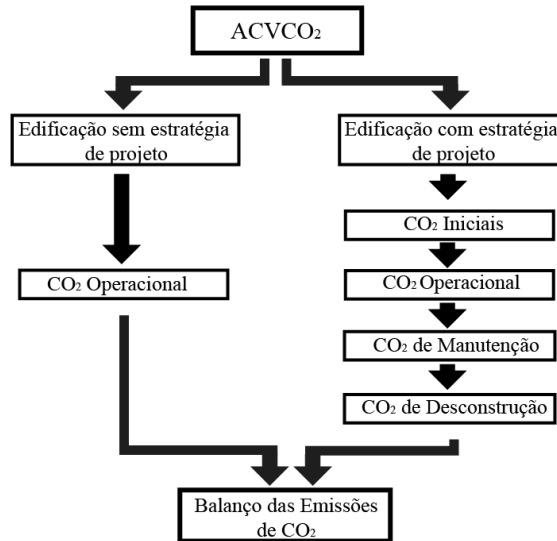 ACVCO₂
Edificação sem estratégia
de projeto
Edificação com estratégia
de projeto
CO₂ Iniciais
CO₂ Operacional
CO₂ Operacional
CO₂ de Manutenção
CO₂ de Desconstrução
Balanço das Emissões
de CO₂